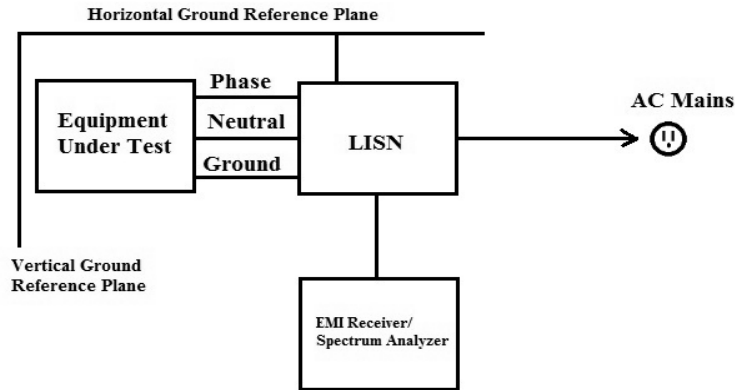 Horizontal Ground Reference Plane
Phase
Equipment
Under Test
Neutral
Ground
LISN
AC Mains
Vertical Ground
Reference Plane
EMI Receiver/
Spectrum Analyzer